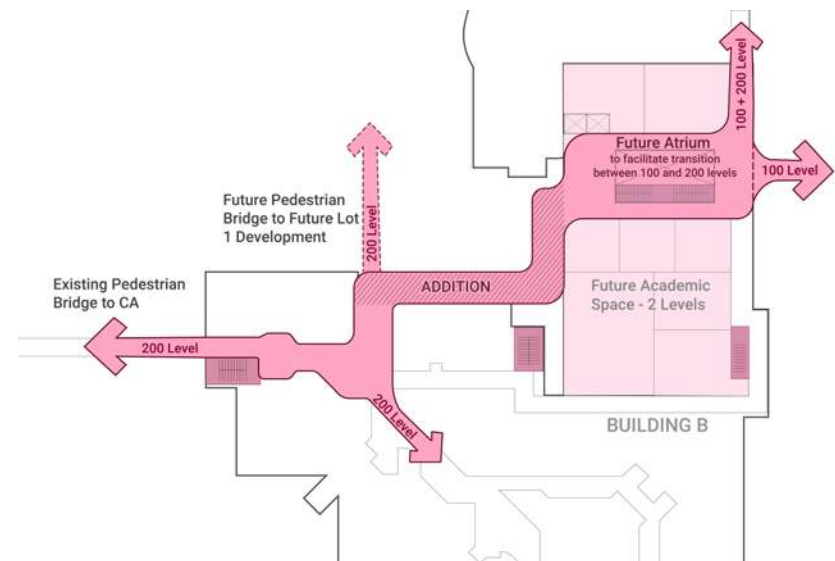 100 + 200 Level
Future Atrium
to facilitate transition
between 100 and 200 levels
100 Level
Future Pedestrian
Bridge to Future Lot
1 Development
200 Level
Existing Pedestrian
Bridge to CA
ADDITION
Future Academic
Space - 2 Levels
200 Level
200 Level
BUILDING B